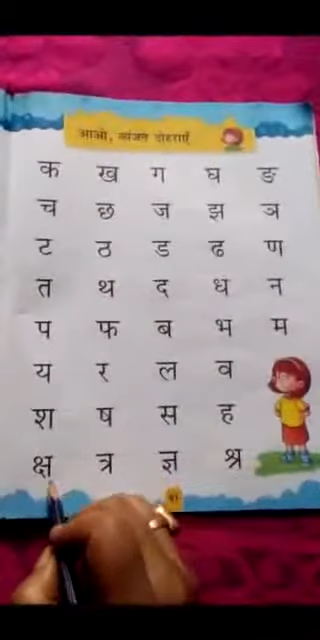 आओ, व्यंजन दोहराएँ
क ख ग घ ङ
च छ ज झ ञ
ट ठ ड ढ ण
त थ द ध न
प फ ब भ म
य र ल व
श ष स ह
क्ष त्र ज्ञ श्र